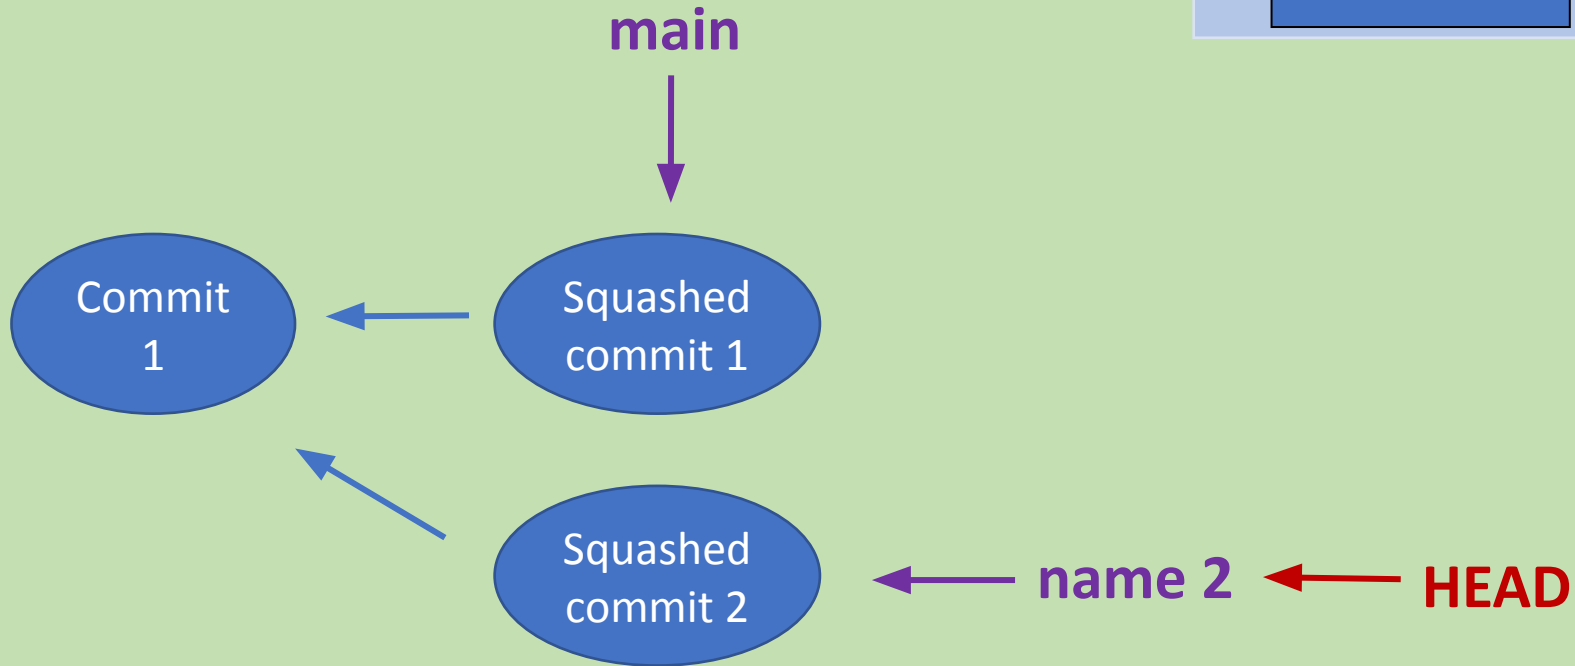 main
Commit
1
Squashed
commit 1
Squashed
commit 2
name 2
HEAD